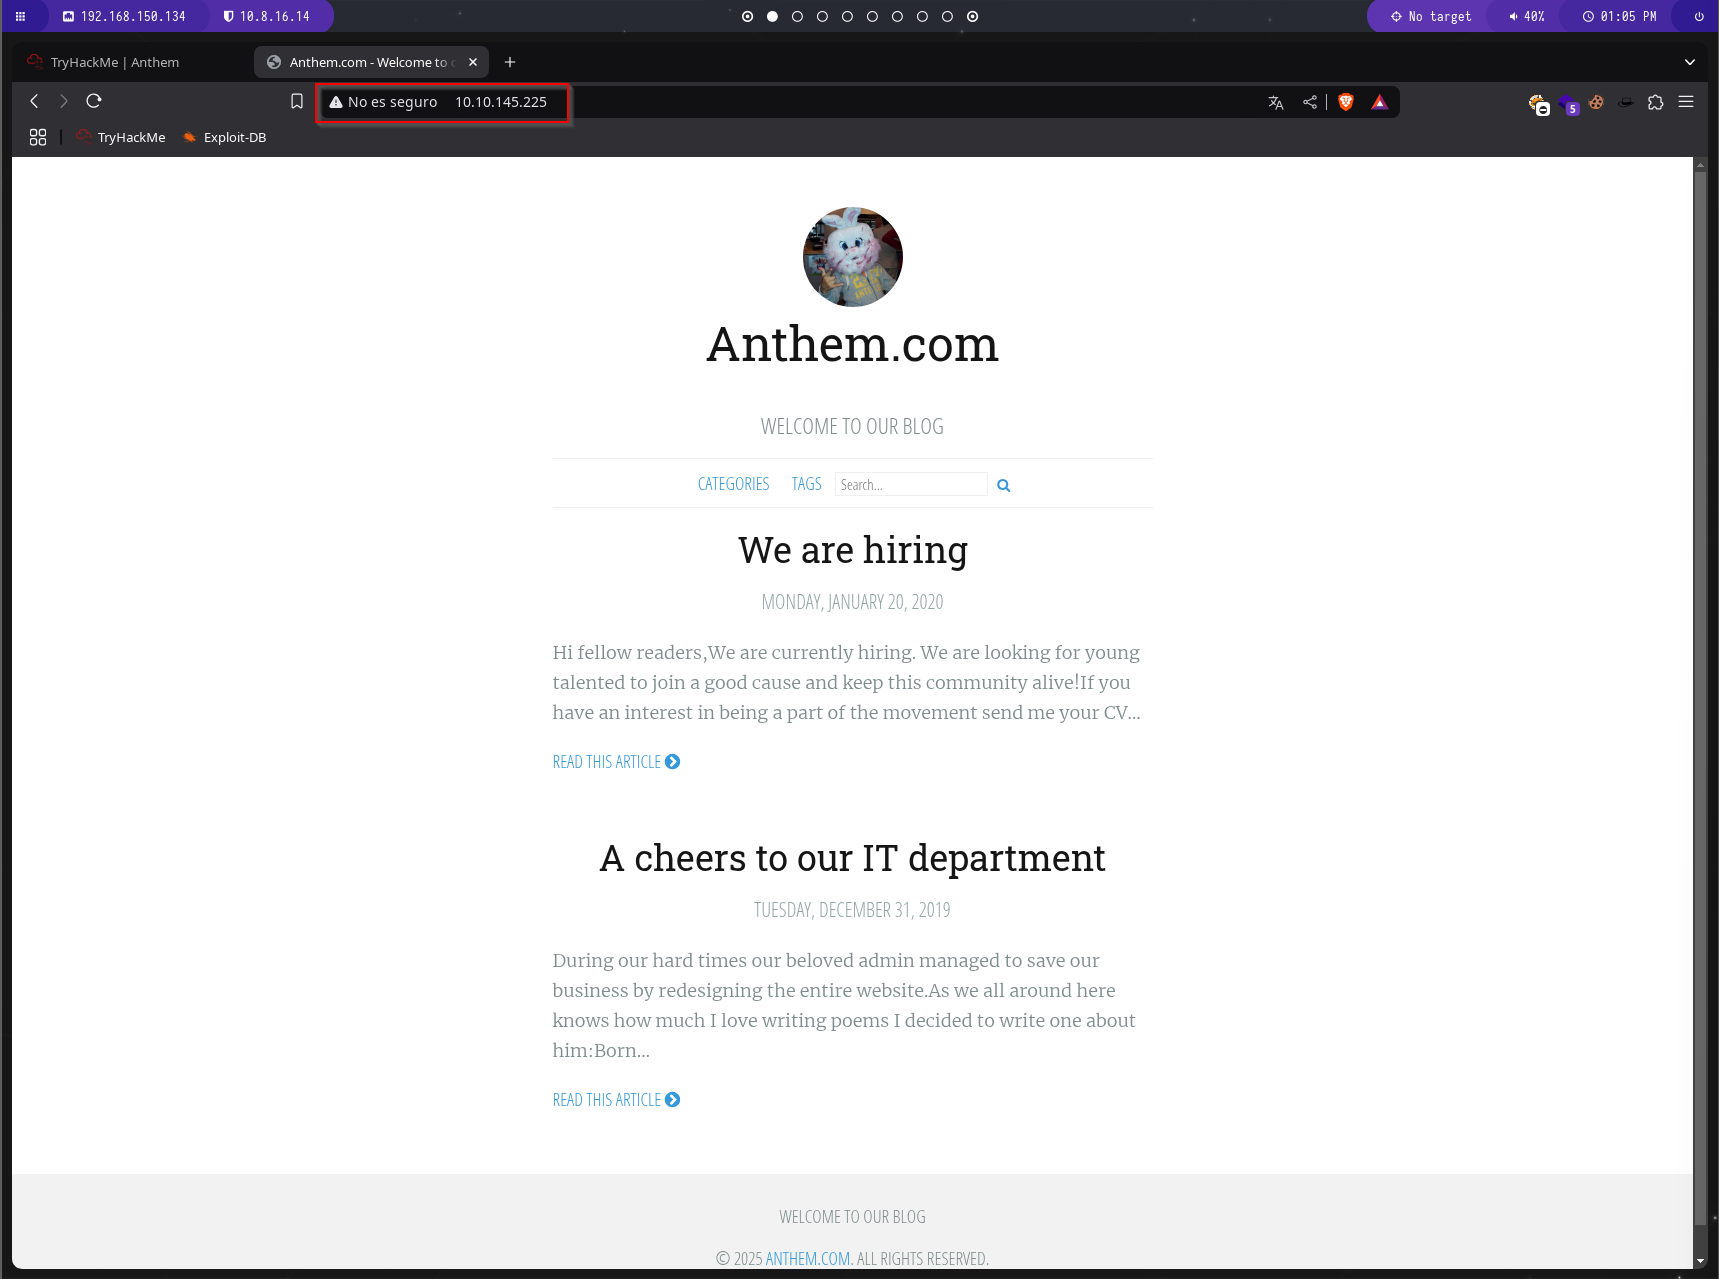 192.168.150.134 10.8.16.14 No target 40% 01:05 PM
TryHackMe | Anthem Anthem.com - Welcome to
No es seguro 10.10.145.225 5
TryHackMe Exploit-DB
Anthem.com
WELCOME TO OUR BLOG
CATEGORIES TAGS Search...
We are hiring
MONDAY, JANUARY 20, 2020
Hi fellow readers,We are currently hiring. We are looking for young
talented to join a good cause and keep this community alive!If you
have an interest in being a part of the movement send me your CV...
READ THIS ARTICLE
A cheers to our IT department
TUESDAY, DECEMBER 31, 2019
During our hard times our beloved admin managed to save our
business by redesigning the entire website.As we all around here
knows how much I love writing poems I decided to write one about
him:Born...
READ THIS ARTICLE
WELCOME TO OUR BLOG
© 2025 ANTHEM.COM. ALL RIGHTS RESERVED.